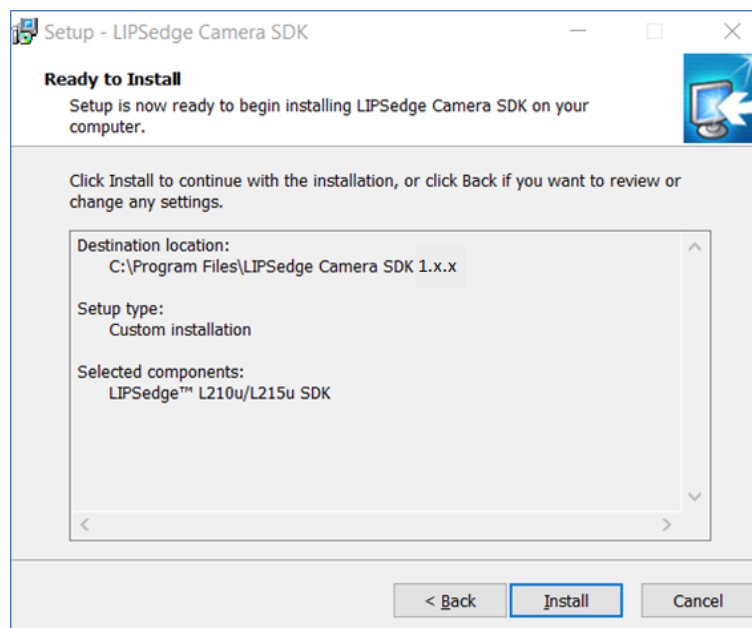 Setup - LIPSedge Camera SDK
Ready to Install
Setup is now ready to begin installing LIPSedge Camera SDK on your
computer.
Click Install to continue with the installation, or click Back if you want to review or
change any settings.
Destination location:
C:\Program Files\LIPSedge Camera SDK 1.x.x
Setup type:
Custom installation
Selected components:
LIPSedge™ L210u/L215u SDK
< Back
Install
Cancel